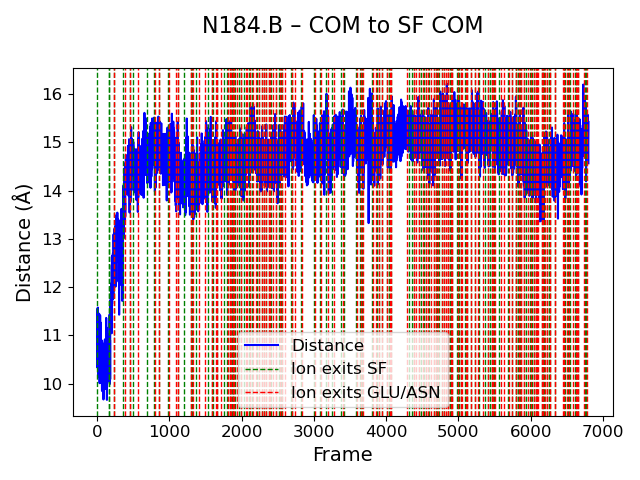 N184.B – COM to SF COM
Distance (Å)
16
15
14
13
12
11
10
Distance
Ion exits SF
Ion exits GLU/ASN
0 1000 2000 3000 4000 5000 6000 7000
Frame